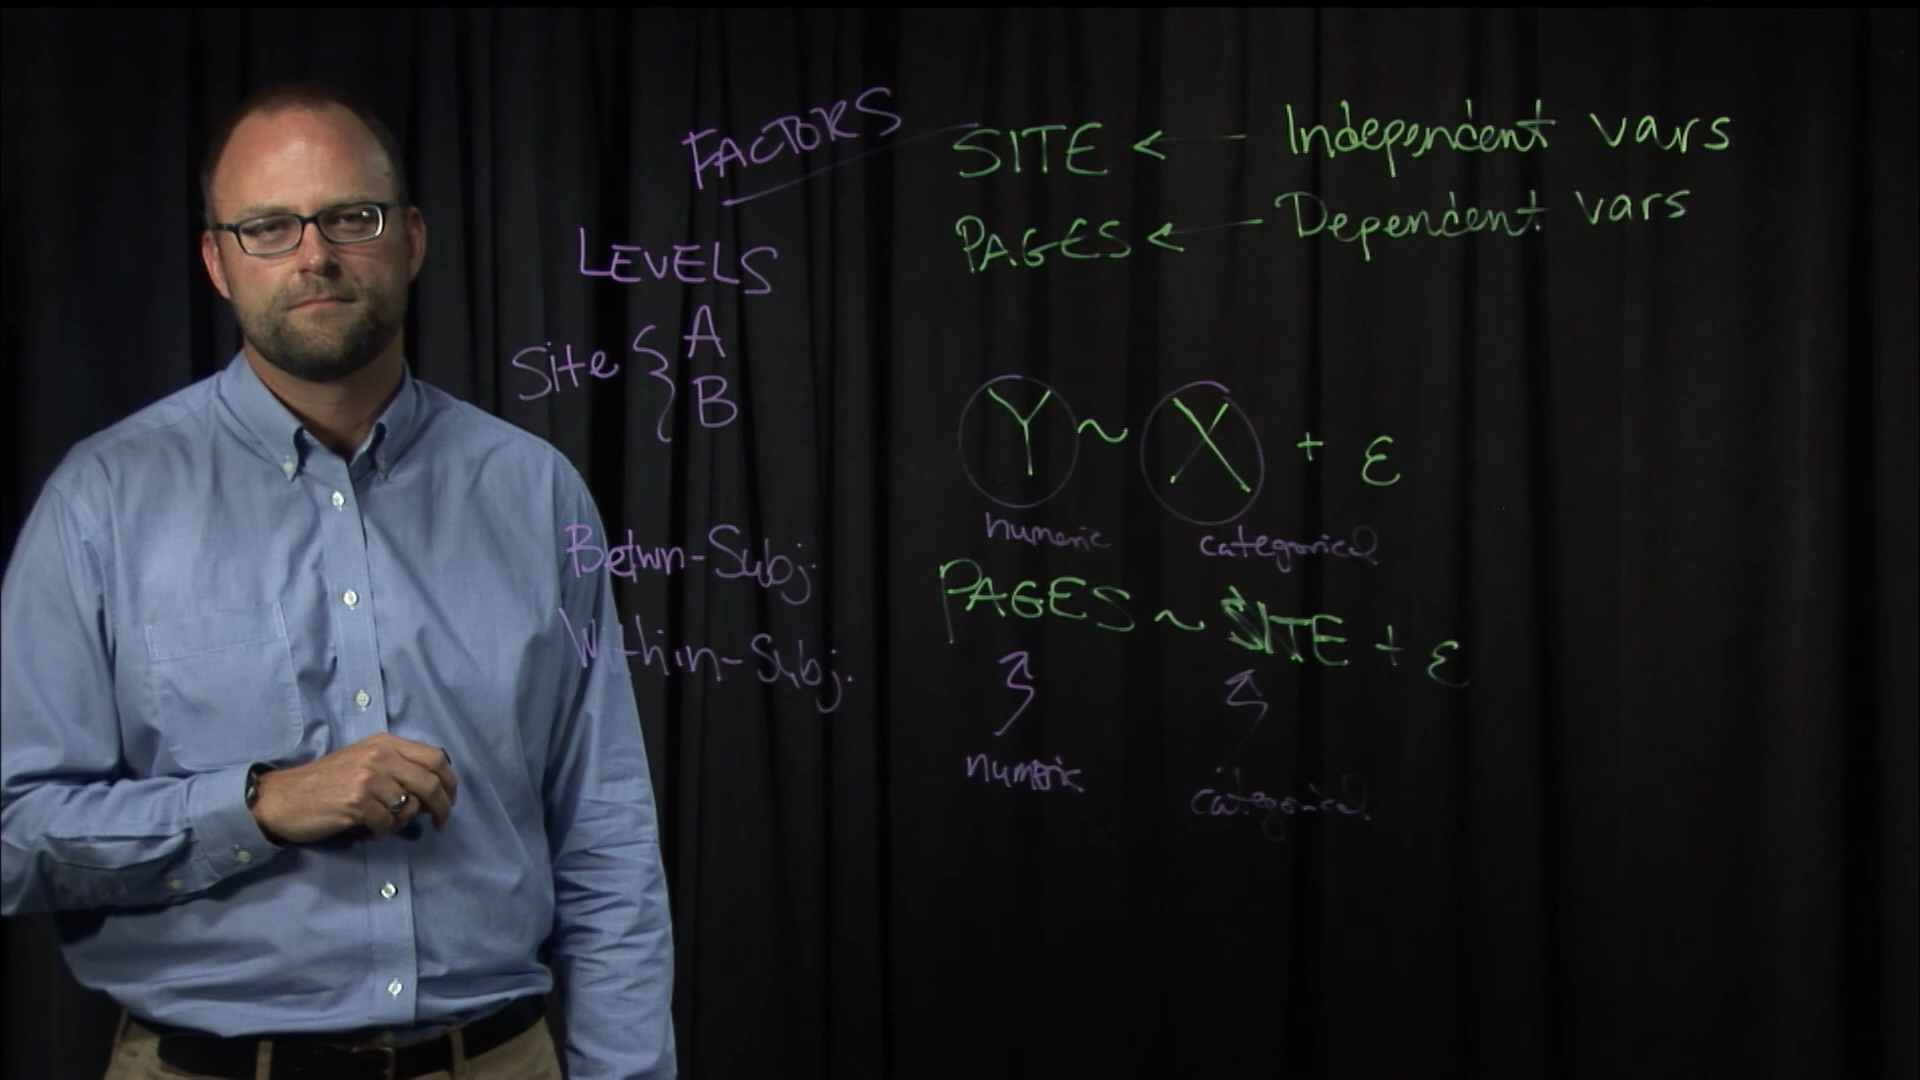 FACTORS
SITE ← Independent vars
PAGES ← Dependent vars
LEVELS
Site { A
B
Y ~ X + ε
numeric categorical
Betwn-Subj.
Within-Subj.
PAGES ~ SITE + ε
numeric categorical